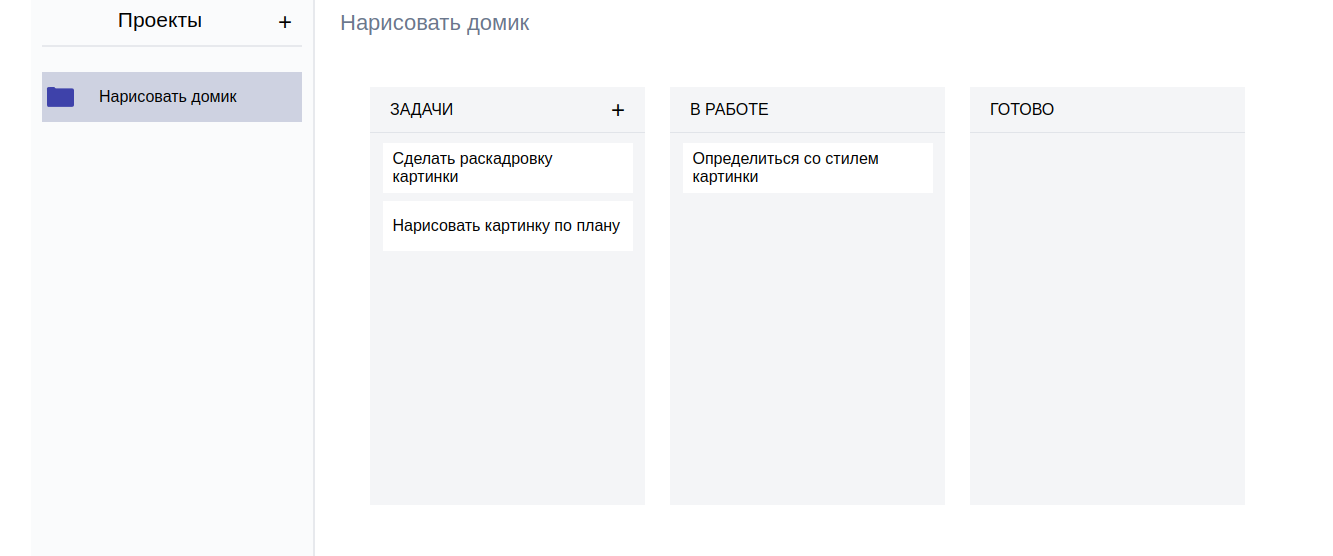 Проекты +
Нарисовать домик
Нарисовать домик
ЗАДАЧИ +
Сделать раскадровку
картинки
Нарисовать картинку по плану
В РАБОТЕ
Определиться со стилем
картинки
ГОТОВО